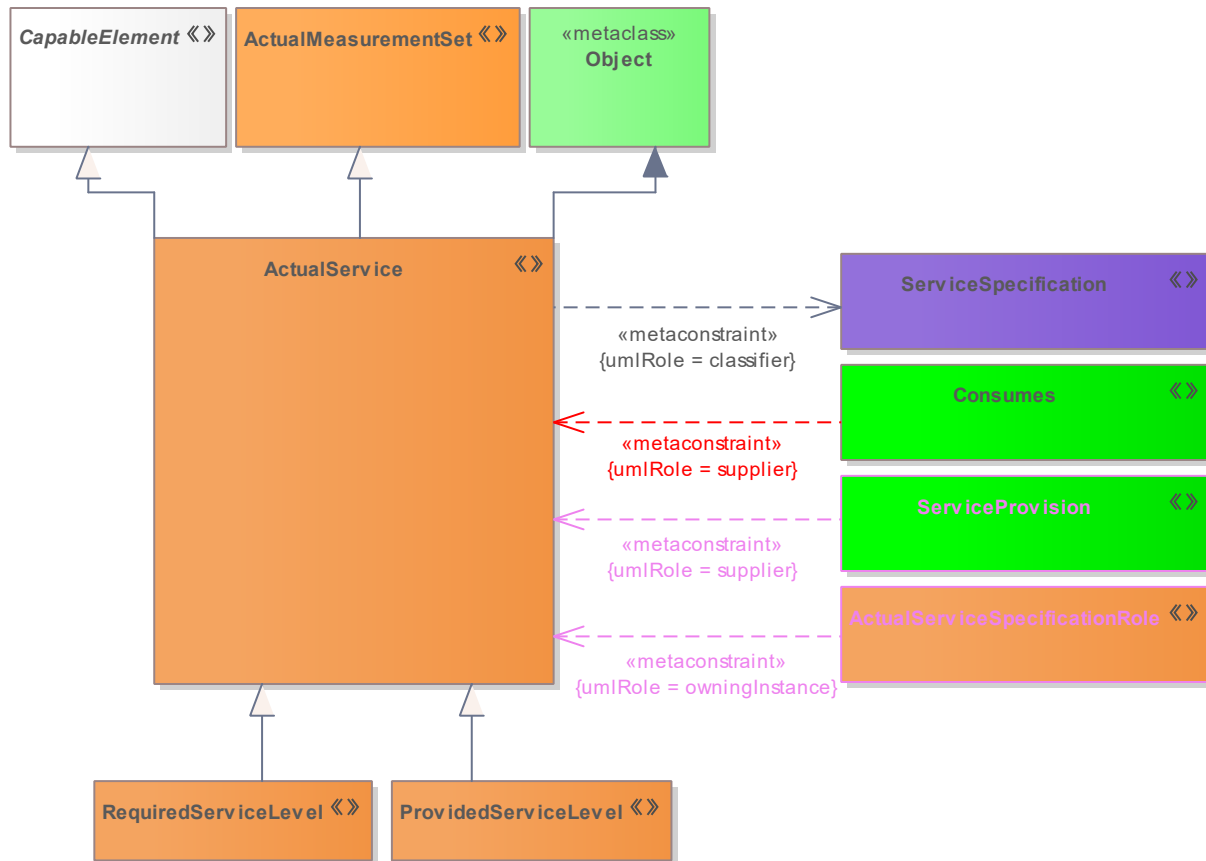 CapableElement «»
ActualMeasurementSet «»
«metaclass»
Object
ActualService «»
ServiceSpecification «»
«metaconstraint»
{umlRole = classifier}
Consumes «»
«metaconstraint»
{umlRole = supplier}
ServiceProvision «»
«metaconstraint»
{umlRole = supplier}
ActualServiceSpecificationRole «»
«metaconstraint»
{umlRole = owningInstance}
RequiredServiceLevel «»
ProvidedServiceLevel «»